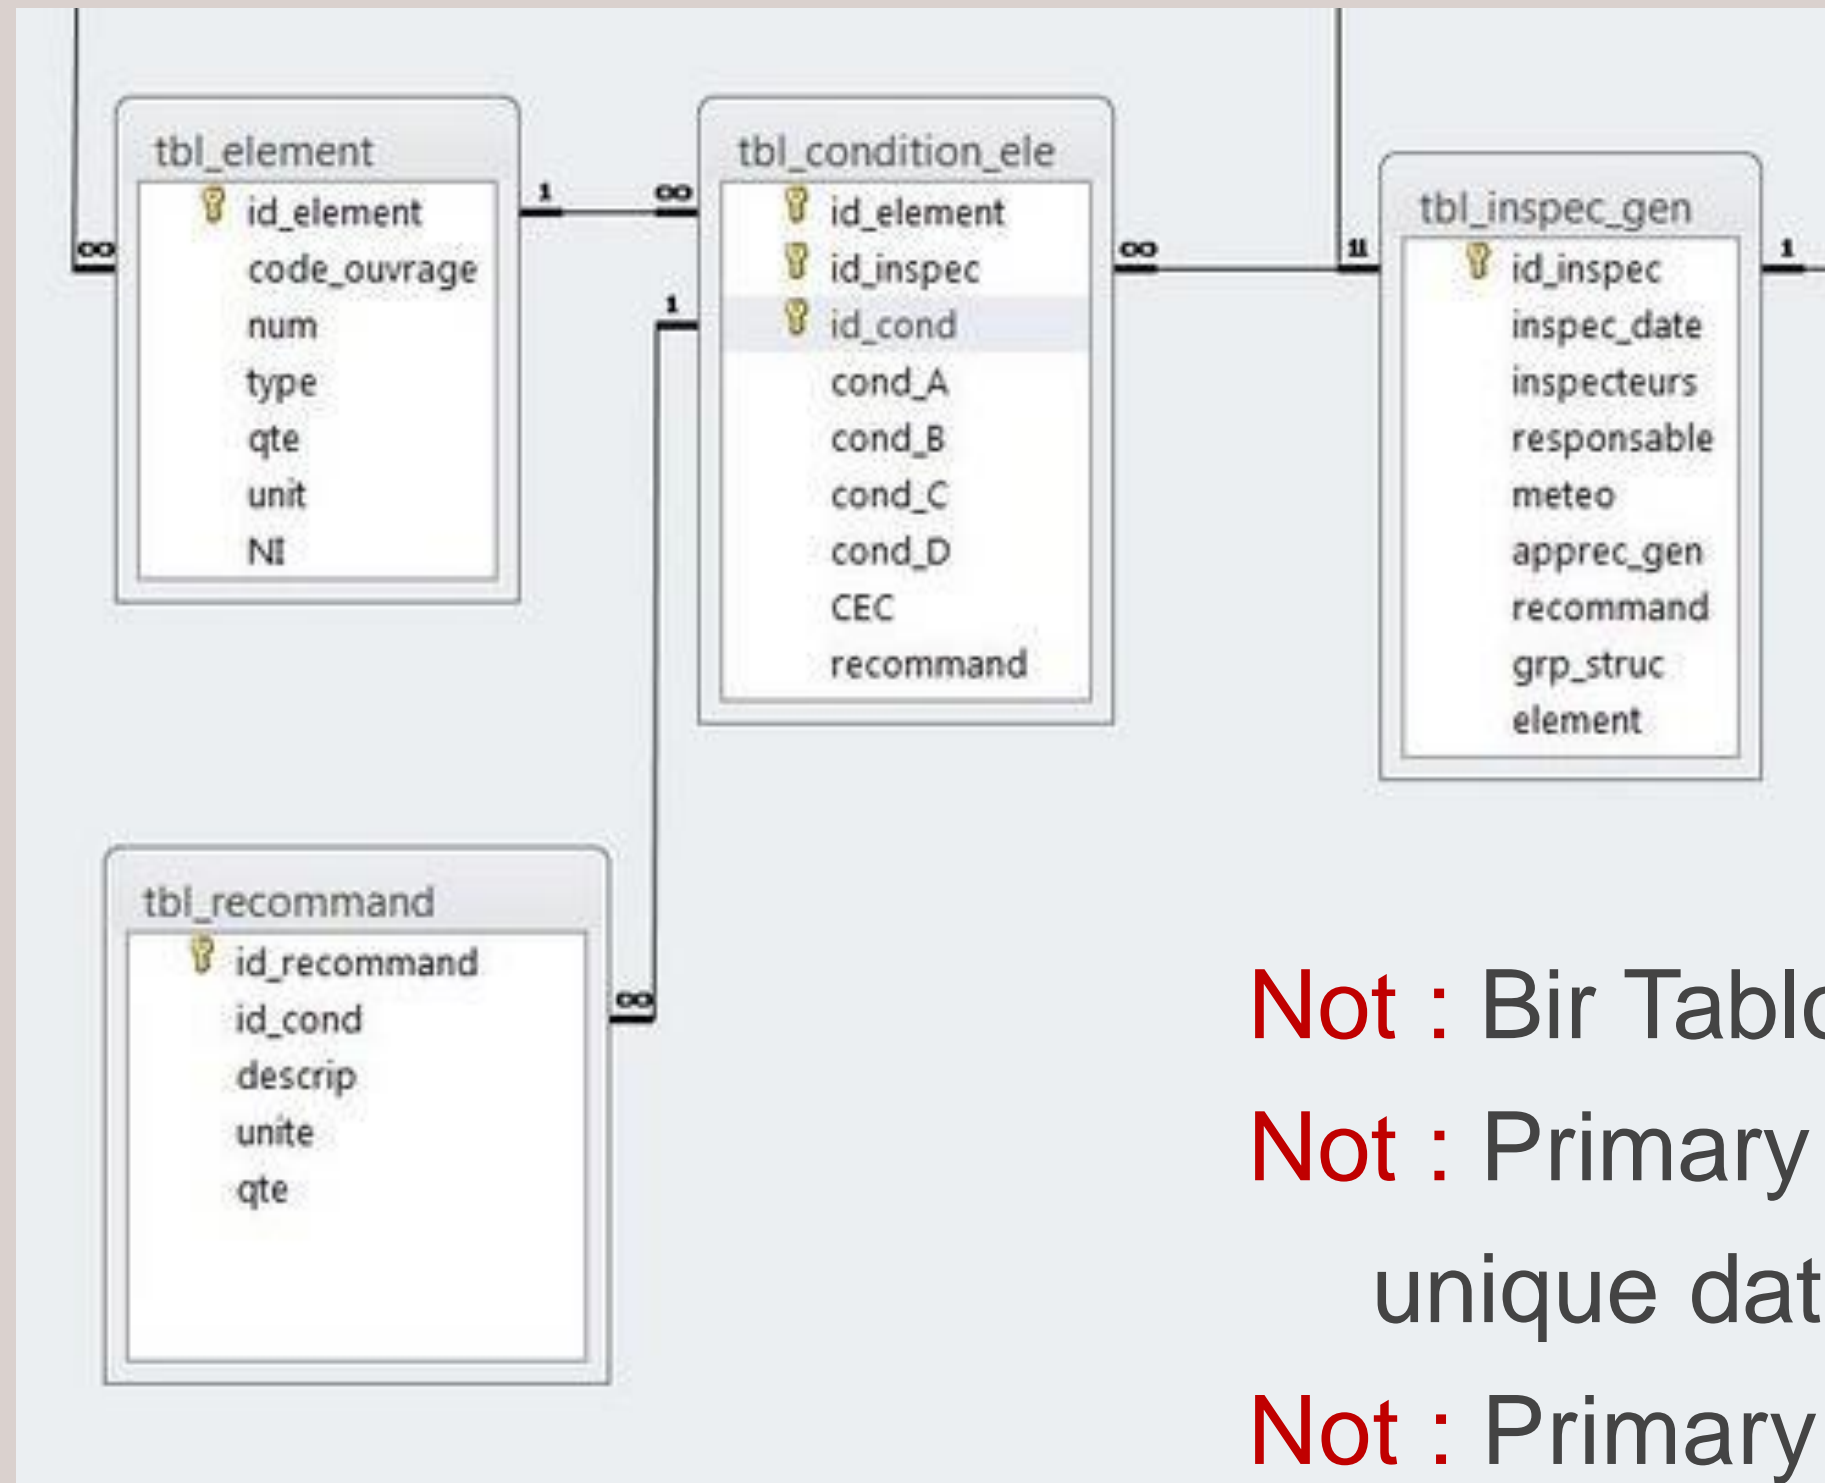 tbl_element
id_element
code_ouvrage
num
type
qte
unit
NI
1
∞
∞
tbl_condition_ele
id_element
id_inspec
id_cond
cond_A
cond_B
cond_C
cond_D
CEC
recommand
1
∞
tbl_inspec_gen
id_inspec
inspec_date
inspecteurs
responsable
meteo
apprec_gen
recommand
grp_struc
element
1
tbl_recommand
id_recommand
id_cond
descrip
unite
qte
∞
Not : Bir Tablo
Not : Primary
unique dat
Not : Primary